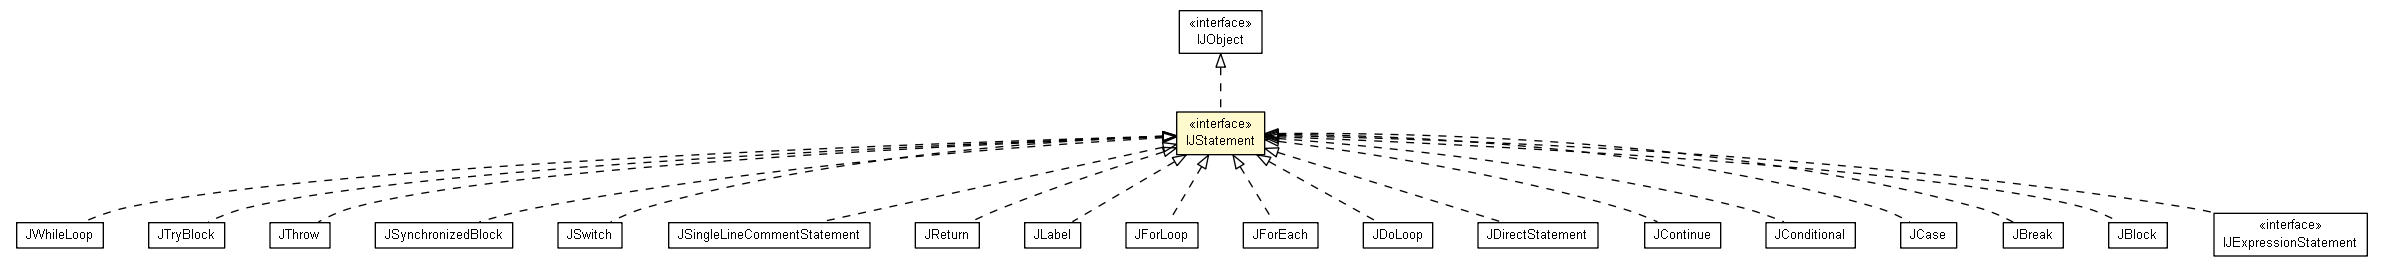 «interface»
IJObject
«interface»
IJStatement
JWhileLoop
JTryBlock
JThrow
JSynchronizedBlock
JSwitch
JSingleLineCommentStatement
JReturn
JLabel
JForLoop
JForEach
JDoLoop
JDirectStatement
JContinue
JConditional
JCase
JBreak
JBlock
«interface»
IJExpressionStatement